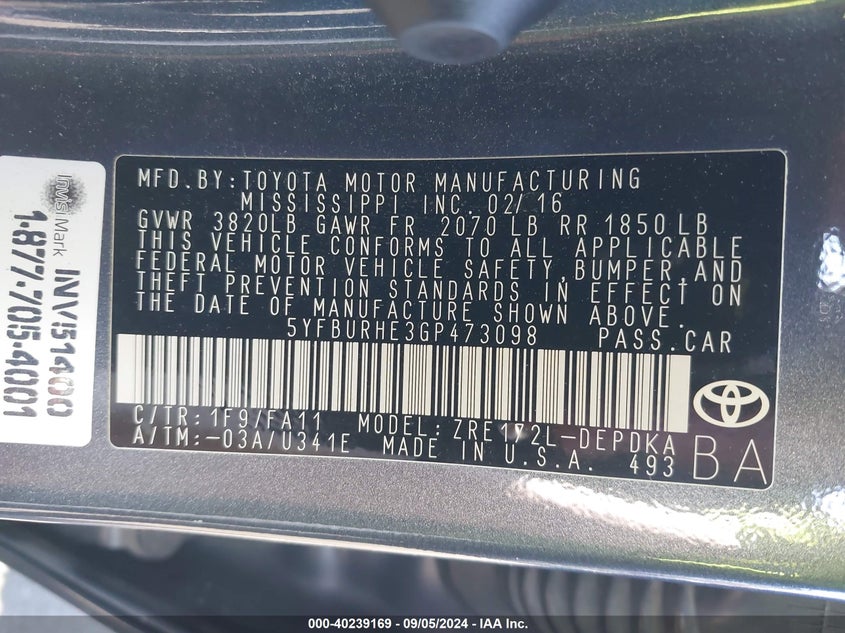 MFD.BY:TOYOTA MOTOR MANUFACTURING
MISSISSIPPI INC. 02/16
GVWR 3820LB GAWR FR 2070 LB RR 1850 LB
THIS VEHICLE CONFORMS TO ALL APPLICABLE
FEDERAL MOTOR VEHICLE SAFETY,BUMPER,AND
THEFT PREVENTION STANDARDS IN EFFECT ON
THE DATE OF MANUFACTURE SHOWN ABOVE.
5YFBURHE3GP473098 PASS.CAR
C/TR:1F9/FA11 MODEL:ZRE172L-DEPDKA
A/TM:-03A/U341E MADE IN U.S.A. 493
BA
InVisiMark
INV151400
1-877-705-4001
000-40239169 - 09/05/2024 - IAA Inc.